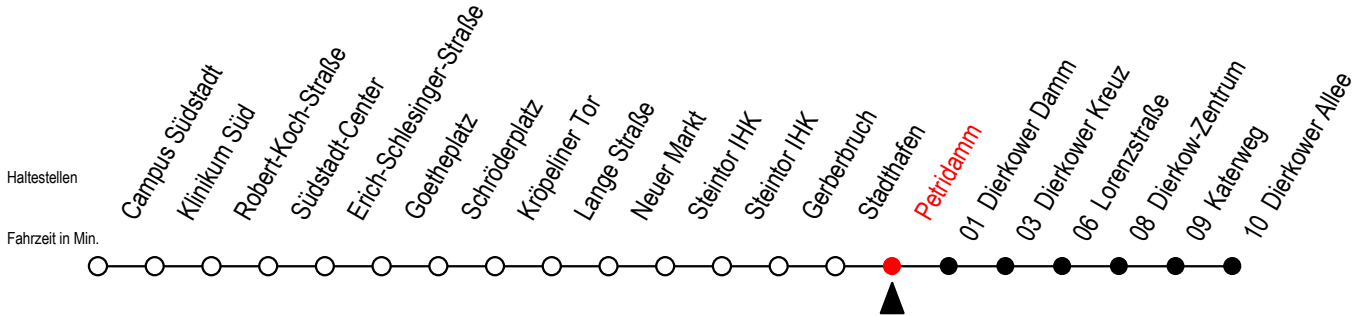 Haltestellen
Campus Südstadt
Klinikum Süd
Robert-Koch-Straße
Südstadt-Center
Erich-Schlesinger-Straße
Goetheplatz
Schröderplatz
Kröpeliner Tor
Lange Straße
Neuer Markt
Steintor IHK
Steintor IHK
Gerberbruch
Stadthafen
Petridamm
01 Dierkower Damm
03 Dierkower Kreuz
06 Lorenzstraße
08 Dierkow-Zentrum
09 Katenweg
10 Dierkower Allee
Fahrzeit in Min.